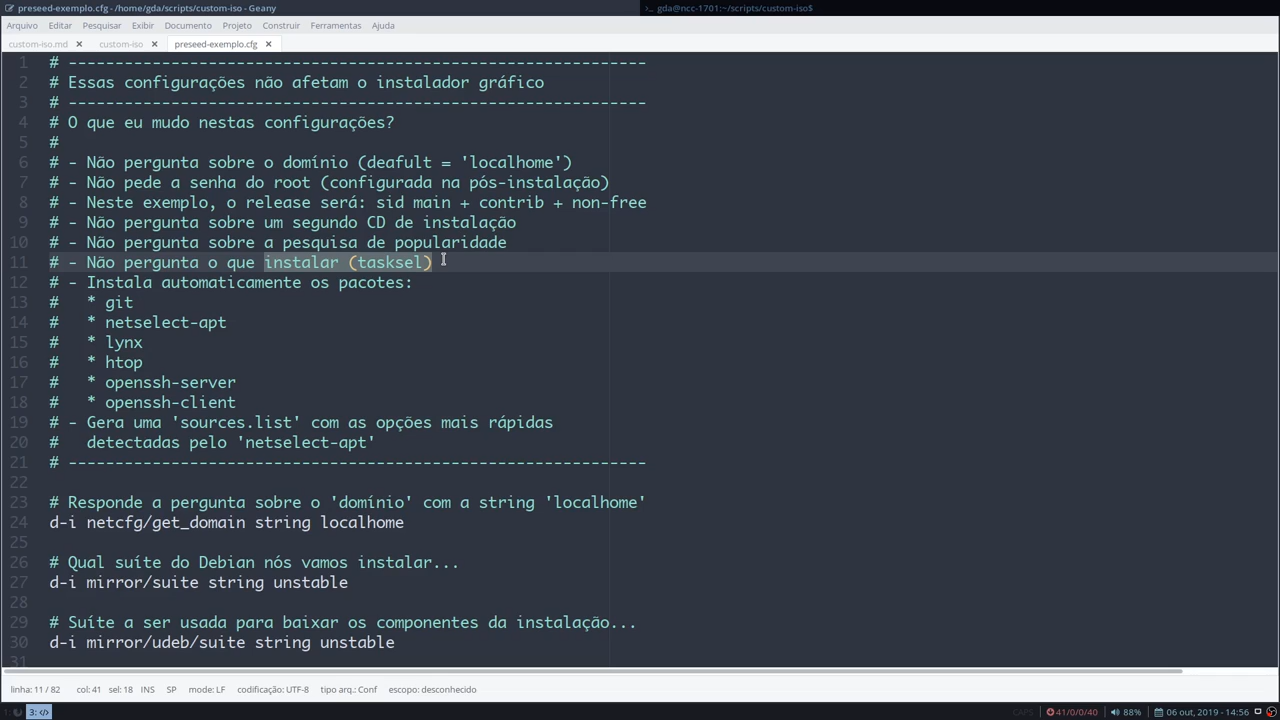 preseed-exemplo.cfg - /home/gda/scripts/custom-iso - Geany
gda@ncc-1701:~/scripts/custom-iso$
Arquivo Editar Pesquisar Exibir Documento Projeto Construir Ferramentas Ajuda
custom-iso.md custom-iso preseed-exemplo.cfg
1 # --------------------------------------------------------------
2 # Essas configurações não afetam o instalador gráfico
3 # --------------------------------------------------------------
4 # O que eu mudo nestas configurações?
5 #
6 # - Não pergunta sobre o domínio (deafult = 'localhome')
7 # - Não pede a senha do root (configurada na pós-instalação)
8 # - Neste exemplo, o release será: sid main + contrib + non-free
9 # - Não pergunta sobre um segundo CD de instalação
10 # - Não pergunta sobre a pesquisa de popularidade
11 # - Não pergunta o que instalar (tasksel)
12 # - Instala automaticamente os pacotes:
13 #   * git
14 #   * netselect-apt
15 #   * lynx
16 #   * htop
17 #   * openssh-server
18 #   * openssh-client
19 # - Gera uma 'sources.list' com as opções mais rápidas
20 #   detectadas pelo 'netselect-apt'
21 # --------------------------------------------------------------
22
23 # Responde a pergunta sobre o 'domínio' com a string 'localhome'
24 d-i netcfg/get_domain string localhome
25
26 # Qual suíte do Debian nós vamos instalar...
27 d-i mirror/suite string unstable
28
29 # Suíte a ser usada para baixar os componentes da instalação...
30 d-i mirror/udeb/suite string unstable
31
linha: 11 / 82 col: 41 sel: 18 INS SP mode: LF codificação: UTF-8 tipo arq.: Conf escopo: desconhecido
1: 3: </> CAPS 41/0/0/40 88% 06 out, 2019 - 14:56